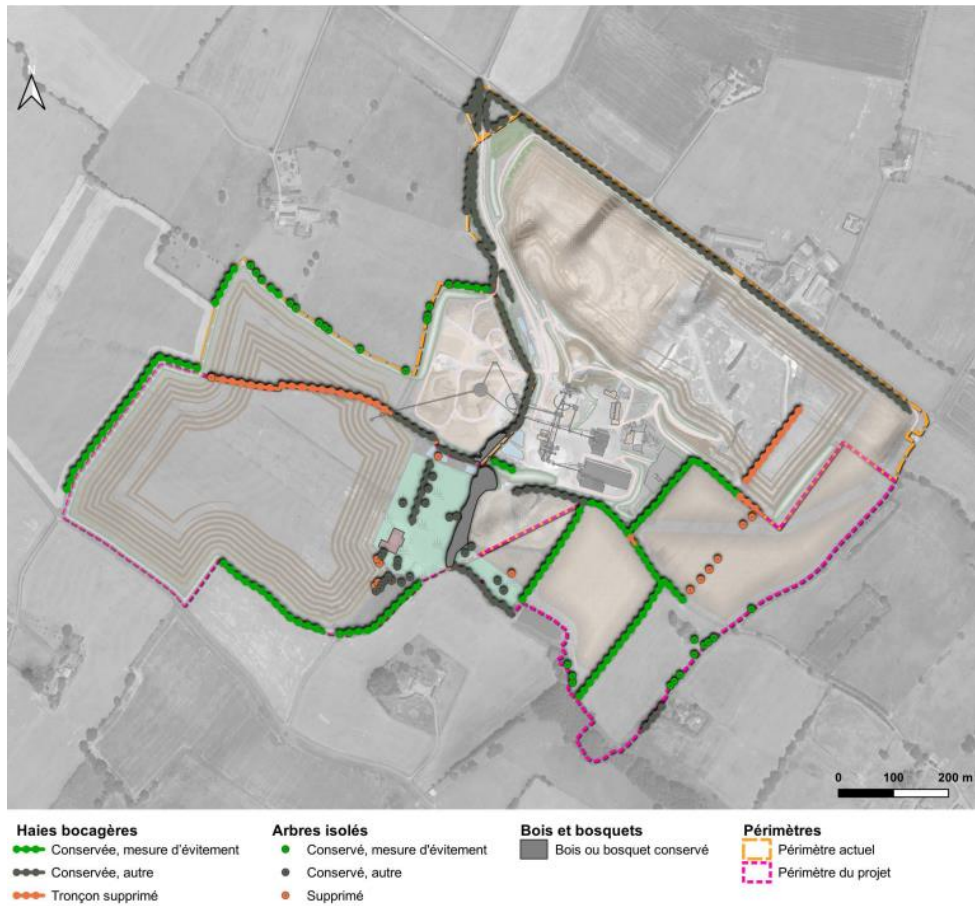 N
0 100 200 m
Haies bocagères
Conservée, mesure d'évitement
Conservée, autre
Tronçon supprimé
Arbres isolés
Conservé, mesure d'évitement
Conservé, autre
Supprimé
Bois et bosquets
Bois ou bosquet conservé
Périmètres
Périmètre actuel
Périmètre du projet